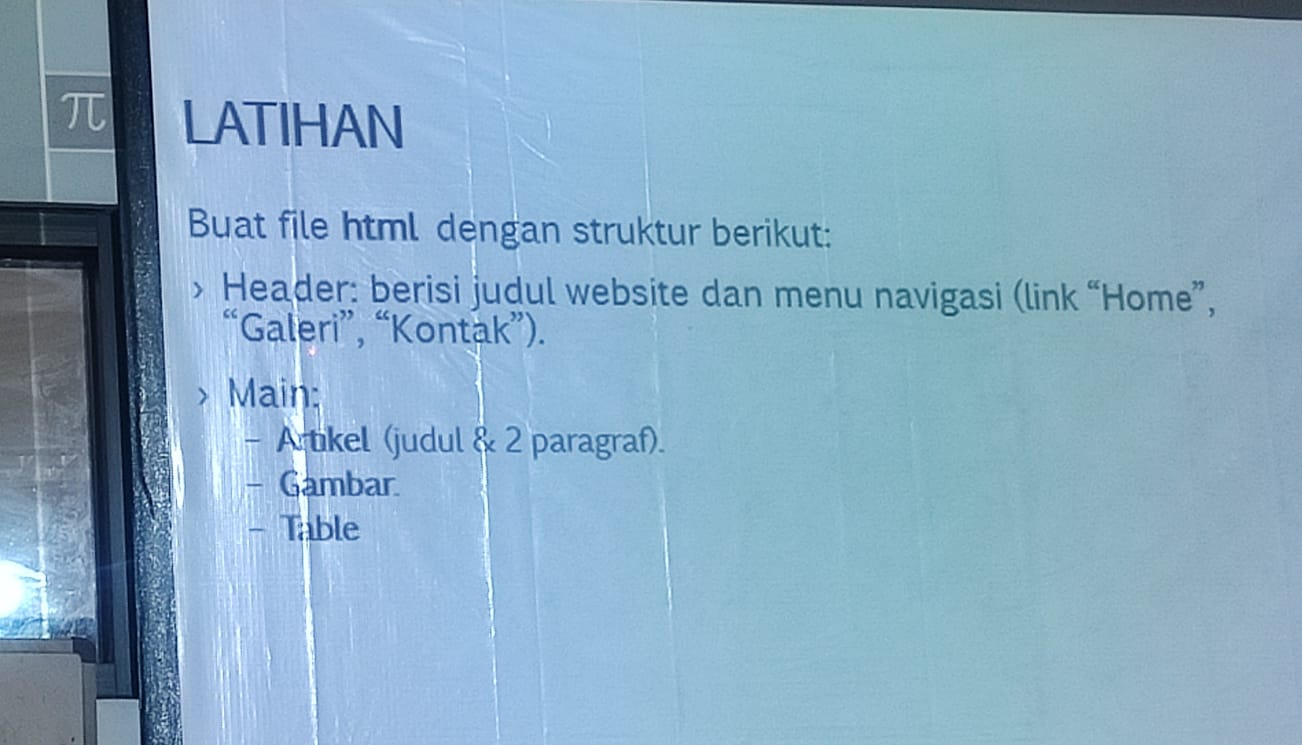 π
LATIHAN
Buat file html dengan struktur berikut:
› Header: berisi judul website dan menu navigasi (link “Home”,
“Galeri”, “Kontak”).
› Main:
– Artikel (judul & 2 paragraf).
– Gambar.
– Table